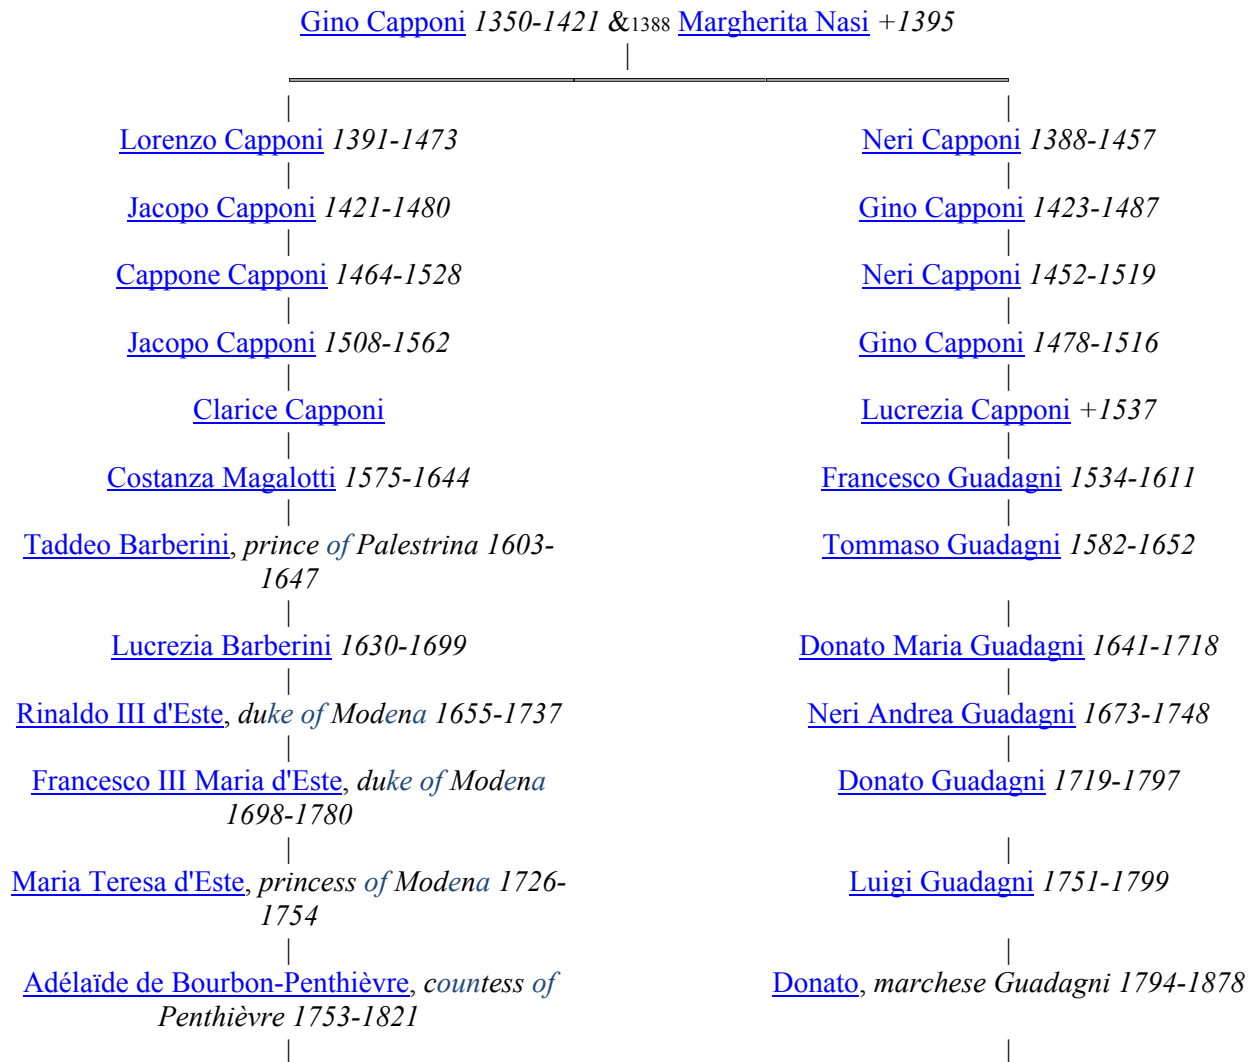 Gino Capponi 1350-1421 &1388 Margherita Nasi +1395
Lorenzo Capponi 1391-1473
Neri Capponi 1388-1457
Jacopo Capponi 1421-1480
Gino Capponi 1423-1487
Cappone Capponi 1464-1528
Neri Capponi 1452-1519
Jacopo Capponi 1508-1562
Gino Capponi 1478-1516
Clarice Capponi
Lucrezia Capponi +1537
Costanza Magalotti 1575-1644
Francesco Guadagni 1534-1611
Taddeo Barberini, prince of Palestrina 1603-
1647
Tommaso Guadagni 1582-1652
Lucrezia Barberini 1630-1699
Donato Maria Guadagni 1641-1718
Rinaldo III d'Este, duke of Modena 1655-1737
Neri Andrea Guadagni 1673-1748
Francesco III Maria d'Este, duke of Modena
1698-1780
Donato Guadagni 1719-1797
Maria Teresa d'Este, princess of Modena 1726-
1754
Luigi Guadagni 1751-1799
Adélaïde de Bourbon-Penthièvre, countess of
Penthièvre 1753-1821
Donato, marchese Guadagni 1794-1878